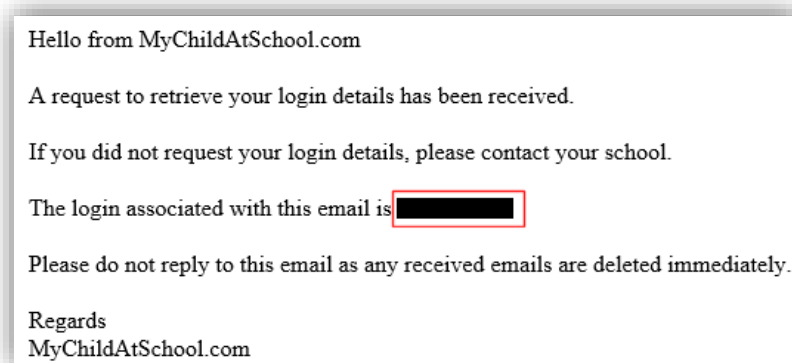 Hello from MyChildAtSchool.com
A request to retrieve your login details has been received.
If you did not request your login details, please contact your school.
The login associated with this email is
Please do not reply to this email as any received emails are deleted immediately.
Regards
MyChildAtSchool.com